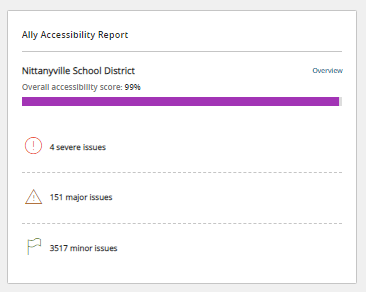 Ally Accessibility Report
Nittanyville School District
Overview
Overall accessibility score: 99%
4 severe issues
151 major issues
3517 minor issues